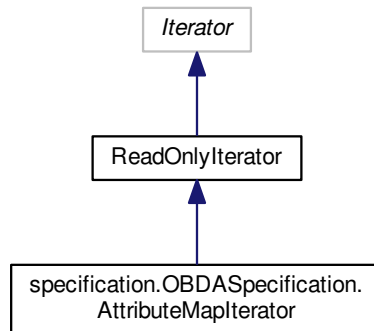 Iterator
ReadOnlyIterator
specification.OBDASpecification.
AttributeMapIterator